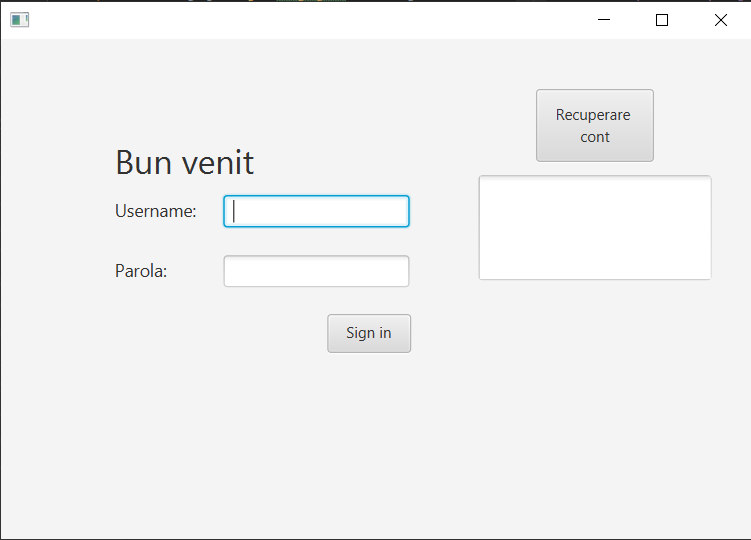 Bun venit
Username:
Parola:
Sign in
Recuperare
cont